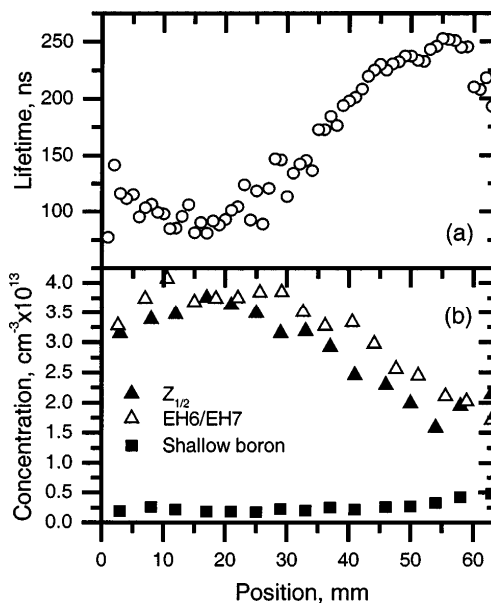 250
200
150
100
Lifetime, ns
(a)
4.0
3.5
3.0
2.5
2.0
1.5
1.0
0.5
0.0
Concentration, cm⁻³x10¹³
(b)
Z₁/₂
EH6/EH7
Shallow boron
0 10 20 30 40 50 60
Position, mm